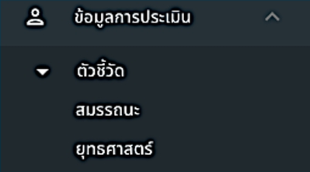 ข้อมูลการประเมิน
ตัวชี้วัด
สมรรถนะ
ยุทธศาสตร์